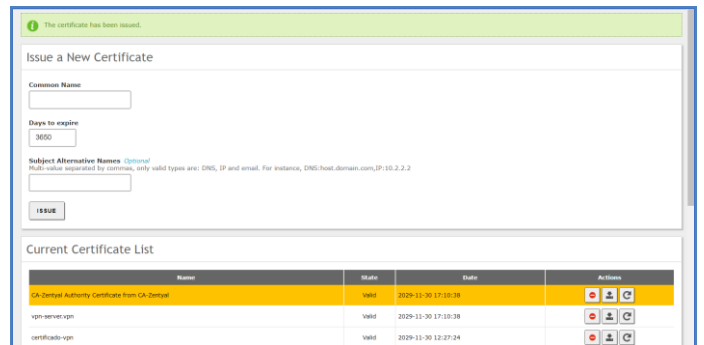 The certificate has been issued.
Issue a New Certificate
Common Name
Days to expire
3650
Subject Alternative Names Optional
Multi-value separated by commas, only valid types are: DNS, IP and email. For instance, DNS:host.domain.com,IP:10.2.2.2
ISSUE
Current Certificate List
Name State Date Actions
CA-Zentyal Authority Certificate from CA-Zentyal Valid 2029-11-30 17:10:38
vpn-server.vpn Valid 2029-11-30 17:10:38
certificado-vpn Valid 2029-11-30 12:27:24